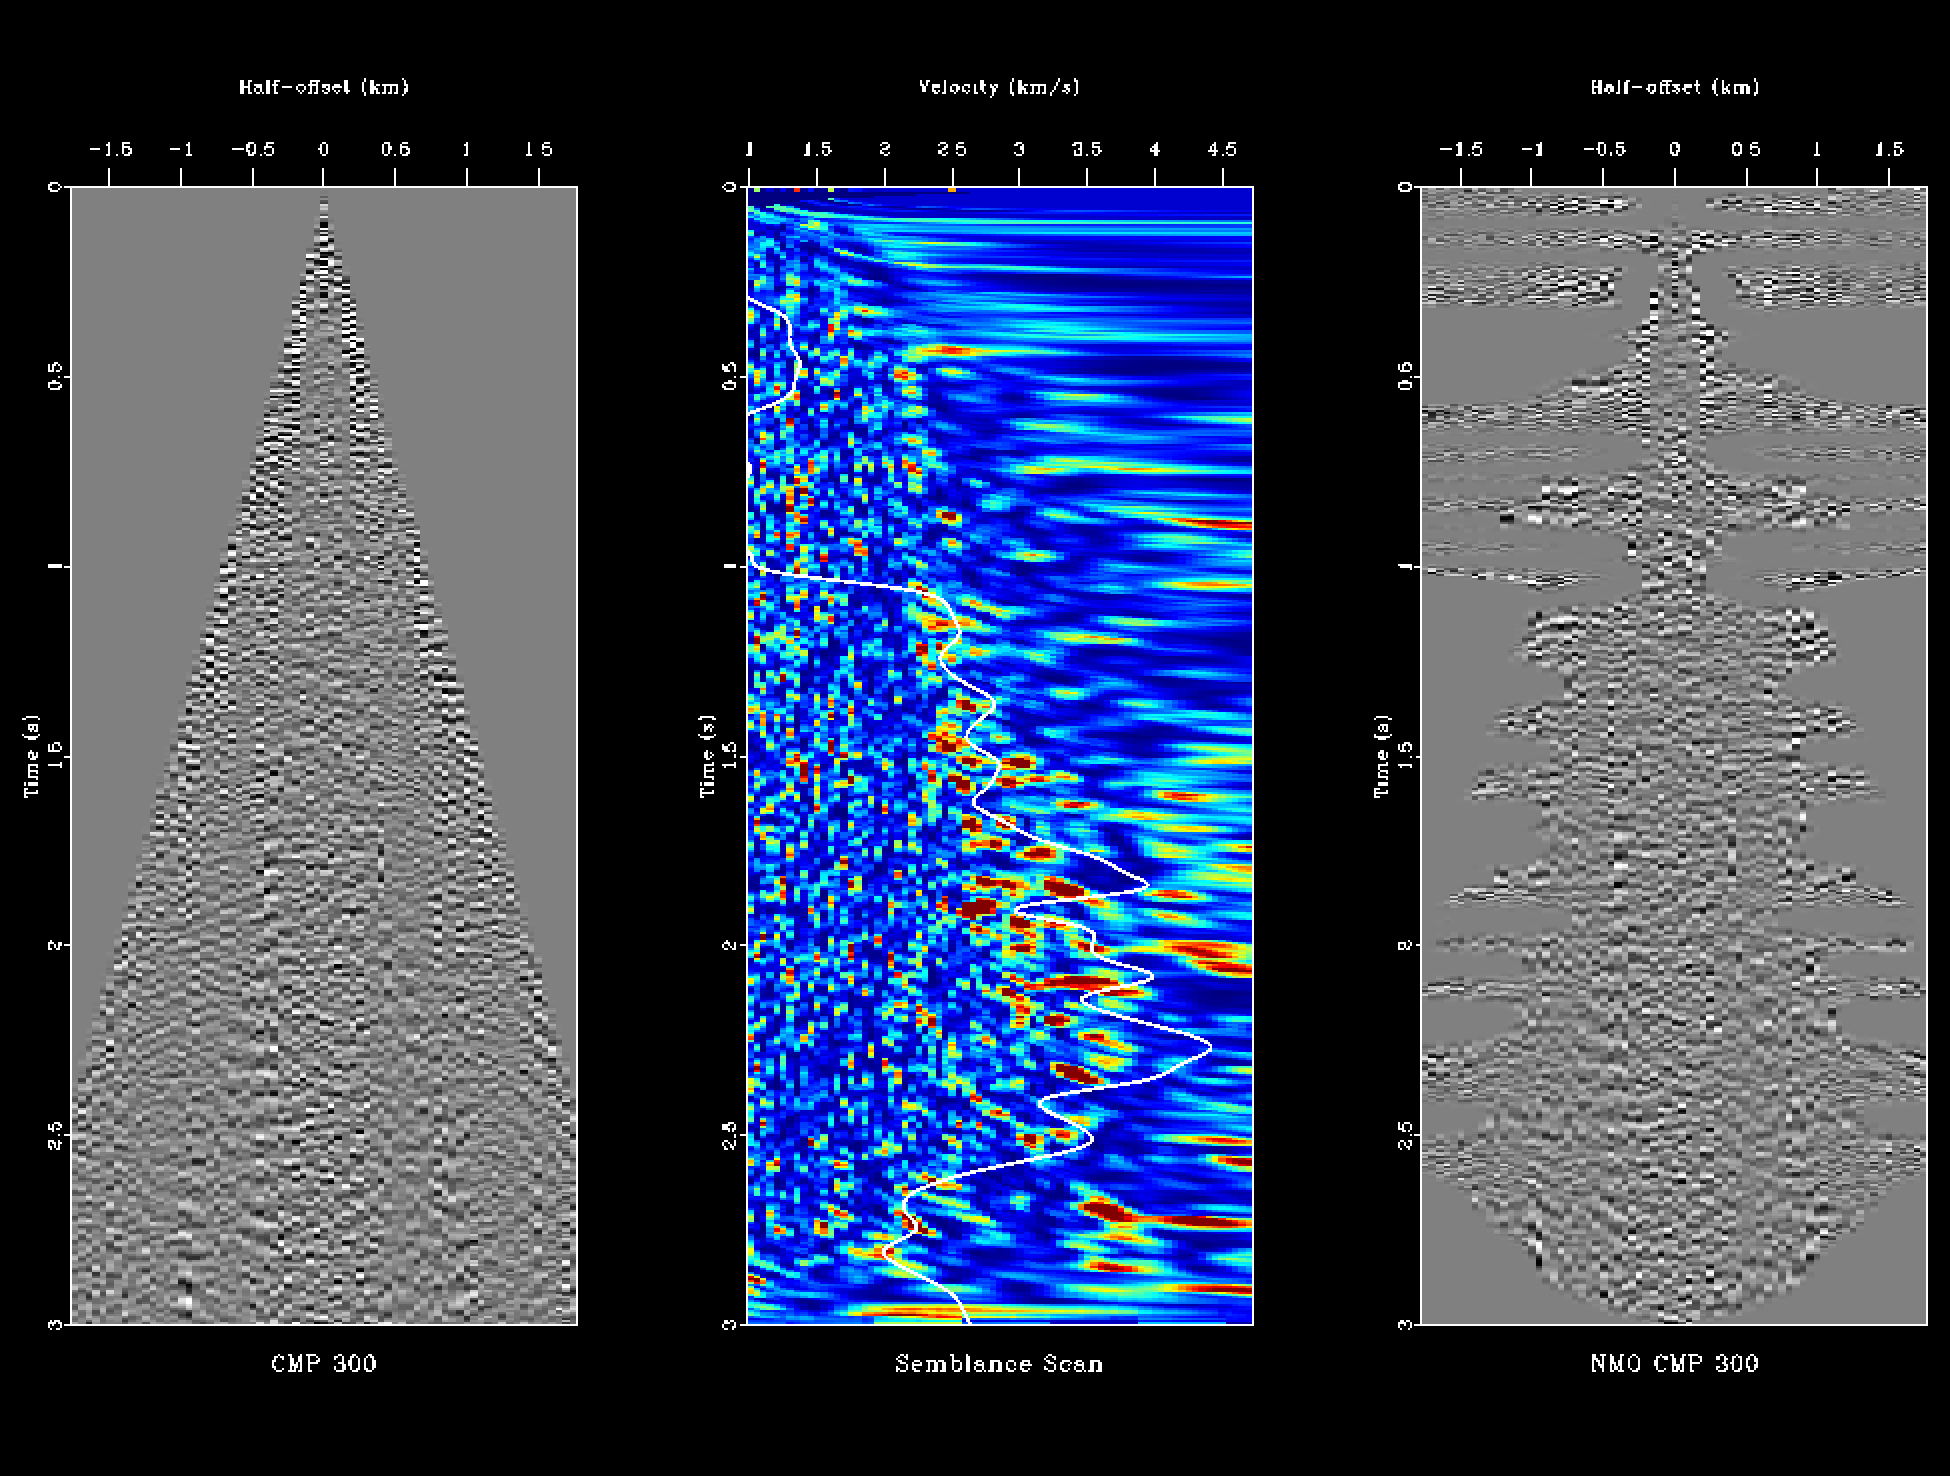 Half-offset (km)
-1.5 -1 -0.5 0 0.5 1 1.5
0
0.5
1
1.5
2
2.5
3
Time (s)
CMP 300
Velocity (km/s)
1 1.5 2 2.5 3 3.5 4 4.5
0
0.5
1
1.5
2
2.5
3
Time (s)
Semblance Scan
Half-offset (km)
-1.5 -1 -0.5 0 0.5 1 1.5
0
0.5
1
1.5
2
2.5
3
Time (s)
NMO CMP 300